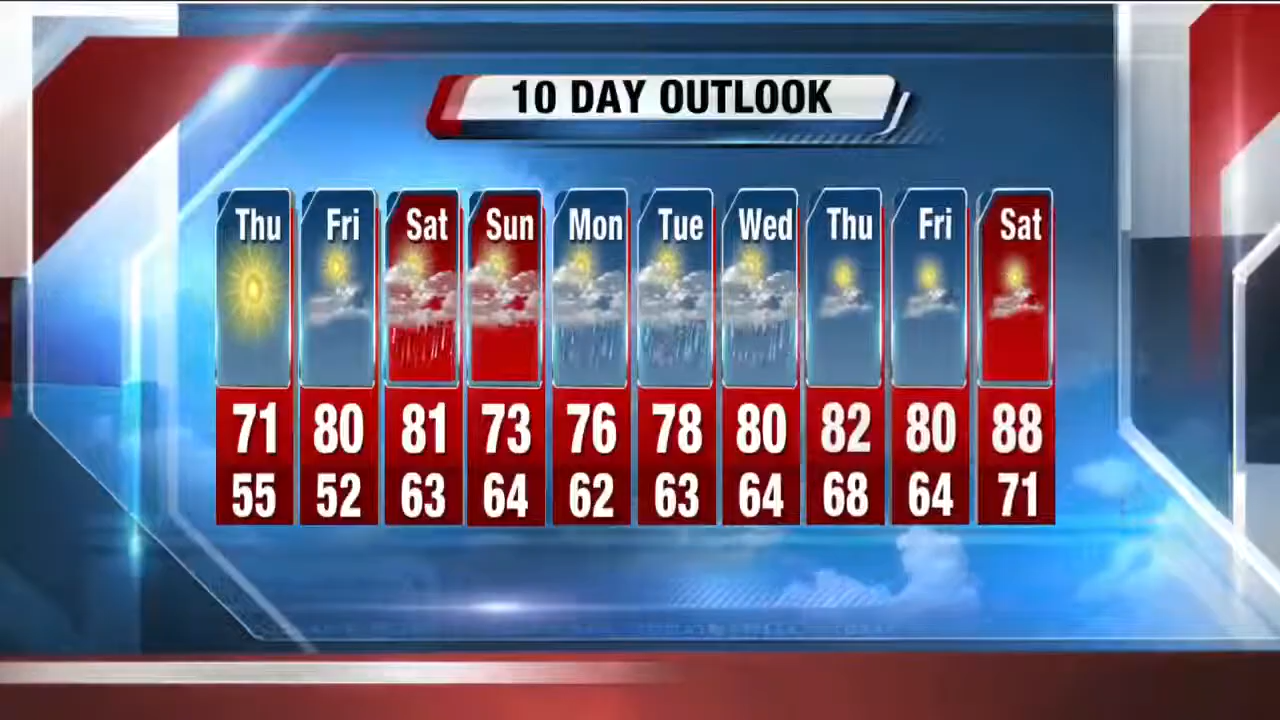 10 DAY OUTLOOK
Thu Fri Sat Sun Mon Tue Wed Thu Fri Sat
71 80 81 73 76 78 80 82 80 88
55 52 63 64 62 63 64 68 64 71